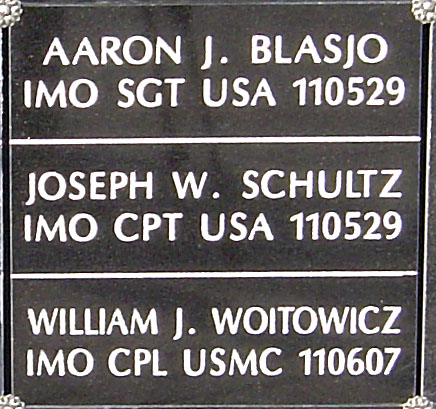 AARON J. BLASJO
IMO SGT USA 110529
JOSEPH W. SCHULTZ
IMO CPT USA 110529
WILLIAM J. WOITOWICZ
IMO CPL USMC 110607